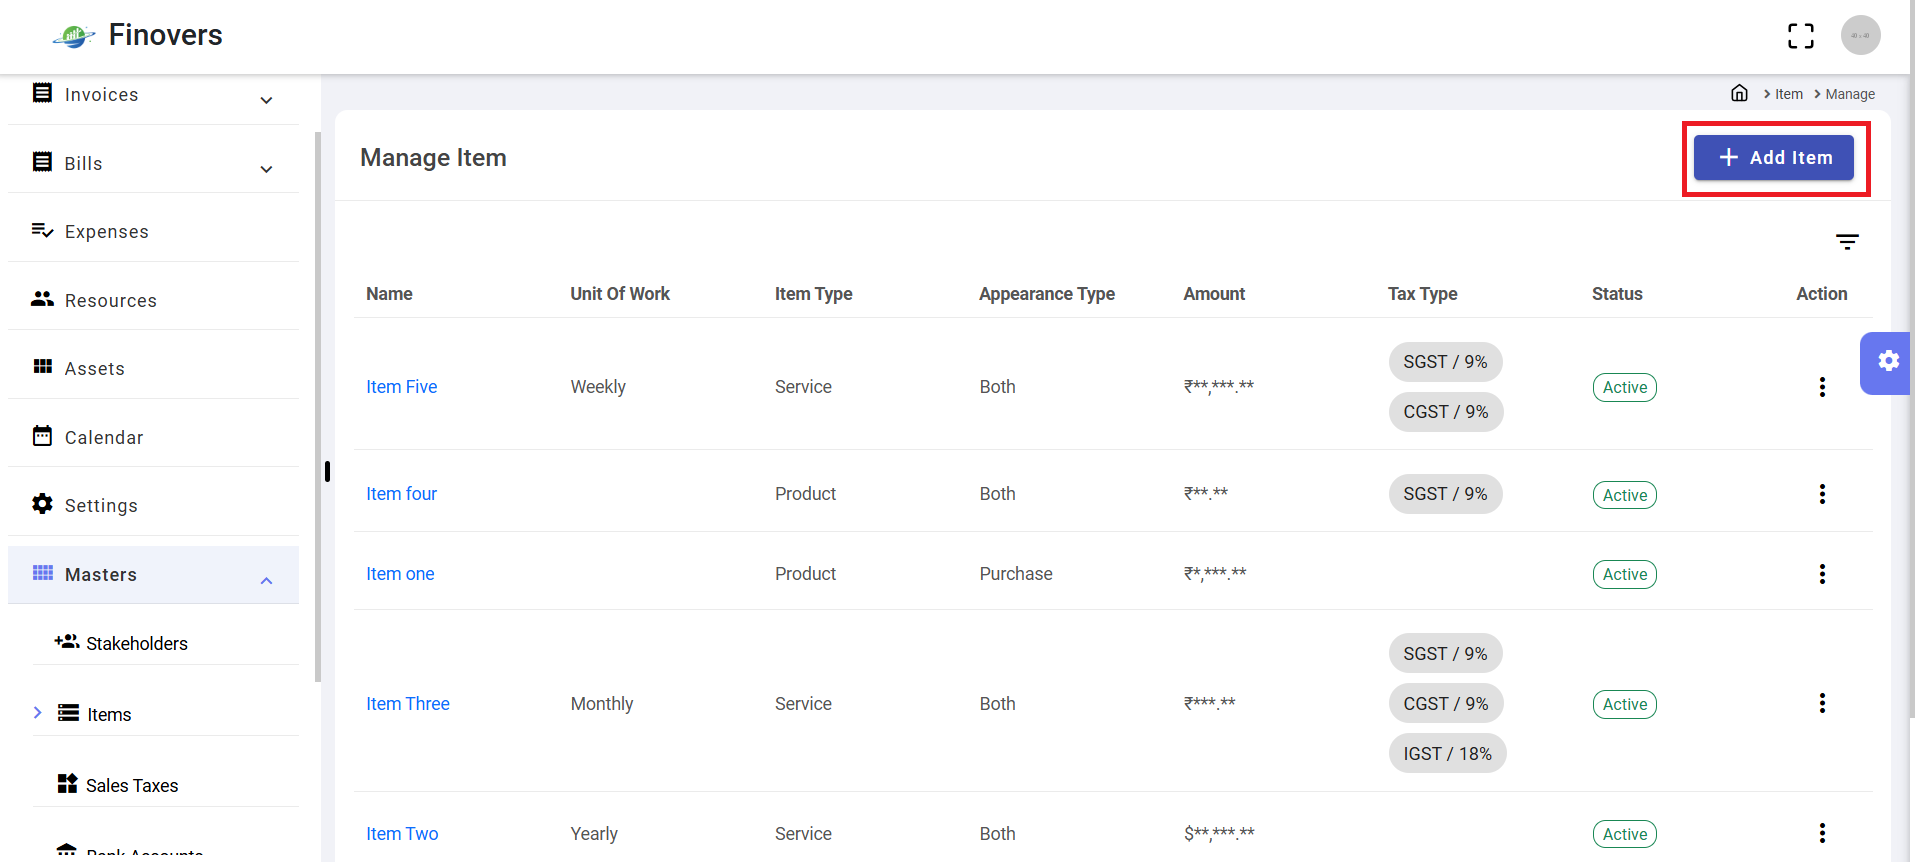 Finovers
Invoices
Bills
Expenses
Resources
Assets
Calendar
Settings
Masters
Stakeholders
Items
Sales Taxes
Bank Accounts
Item Manage
Manage Item
Add Item
Name Unit Of Work Item Type Appearance Type Amount Tax Type Status Action
Item Five Weekly Service Both ₹**,***.** SGST / 9% CGST / 9% Active
Item four Product Both ₹**.** SGST / 9% Active
Item one Product Purchase ₹*,***.** Active
Item Three Monthly Service Both ₹***.** SGST / 9% CGST / 9% IGST / 18% Active
Item Two Yearly Service Both $**,***.** Active